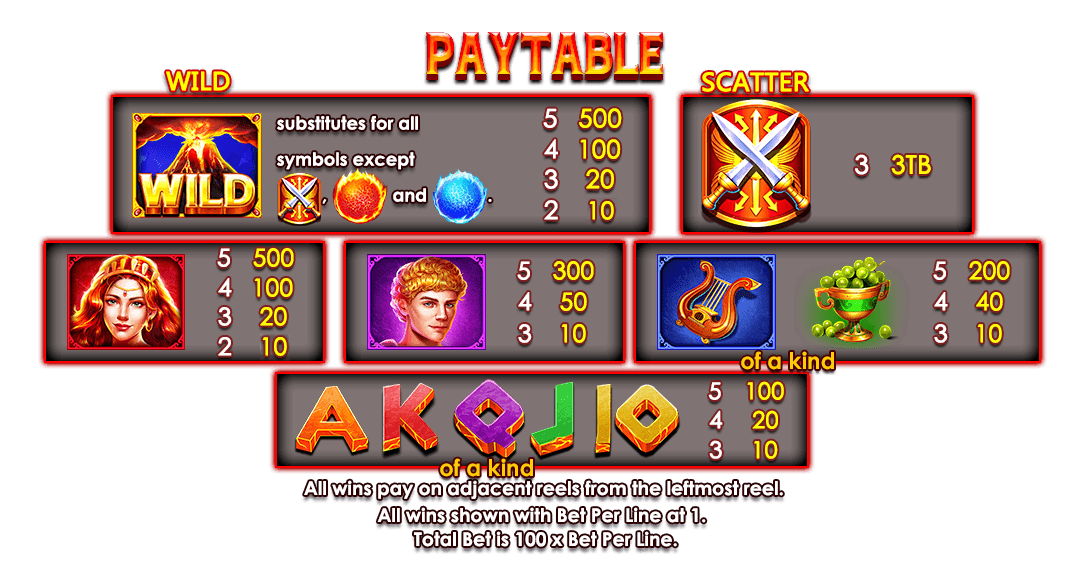 PAYTABLE
WILD
SCATTER
WILD
substitutes for all
symbols except
, and .
5 500
4 100
3 20
2 10
3 3TB
5 500
4 100
3 20
2 10
5 300
4 50
3 10
5 200
4 40
3 10
of a kind
A K Q J 10
5 100
4 20
3 10
of a kind
All wins pay on adjacent reels from the leftmost reel.
All wins shown with Bet Per Line at 1.
Total Bet is 100 x Bet Per Line.